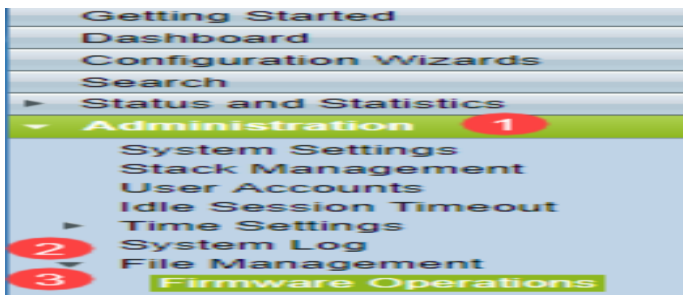 Getting Started
Dashboard
Configuration Wizards
Search
Status and Statistics
Administration 1
System Settings
Stack Management
User Accounts
Idle Session Timeout
Time Settings
System Log
2 File Management
3 Firmware Operations